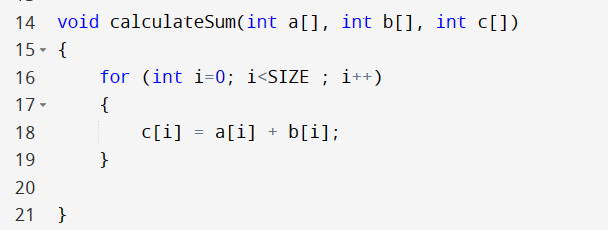 14 void calculateSum(int a[], int b[], int c[])
15 {
16 for (int i=0; i<SIZE ; i++)
17 {
18 c[i] = a[i] + b[i];
19 }
20
21 }